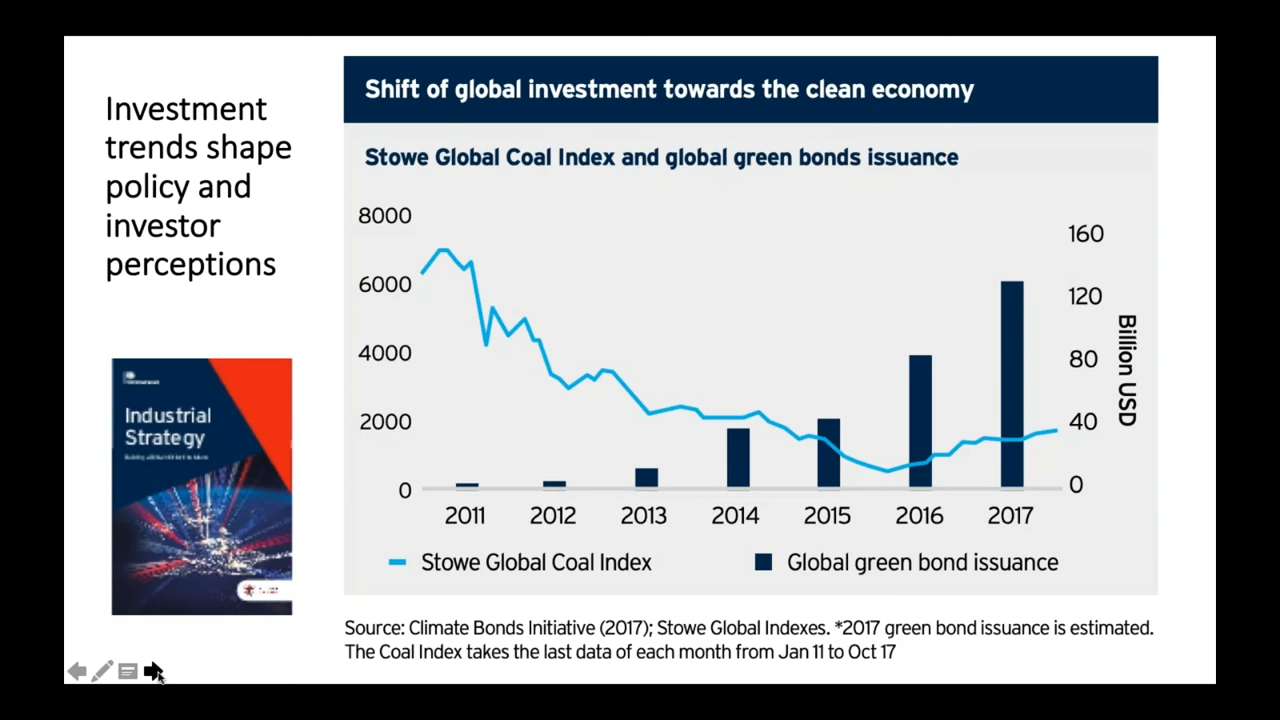 Investment
trends shape
policy and
investor
perceptions
Industrial
Strategy
Shift of global investment towards the clean economy
Stowe Global Coal Index and global green bonds issuance
8000
6000
4000
2000
0
160
120
80
40
0
Billion USD
2011 2012 2013 2014 2015 2016 2017
Stowe Global Coal Index
Global green bond issuance
Source: Climate Bonds Initiative (2017); Stowe Global Indexes. *2017 green bond issuance is estimated.
The Coal Index takes the last data of each month from Jan 11 to Oct 17